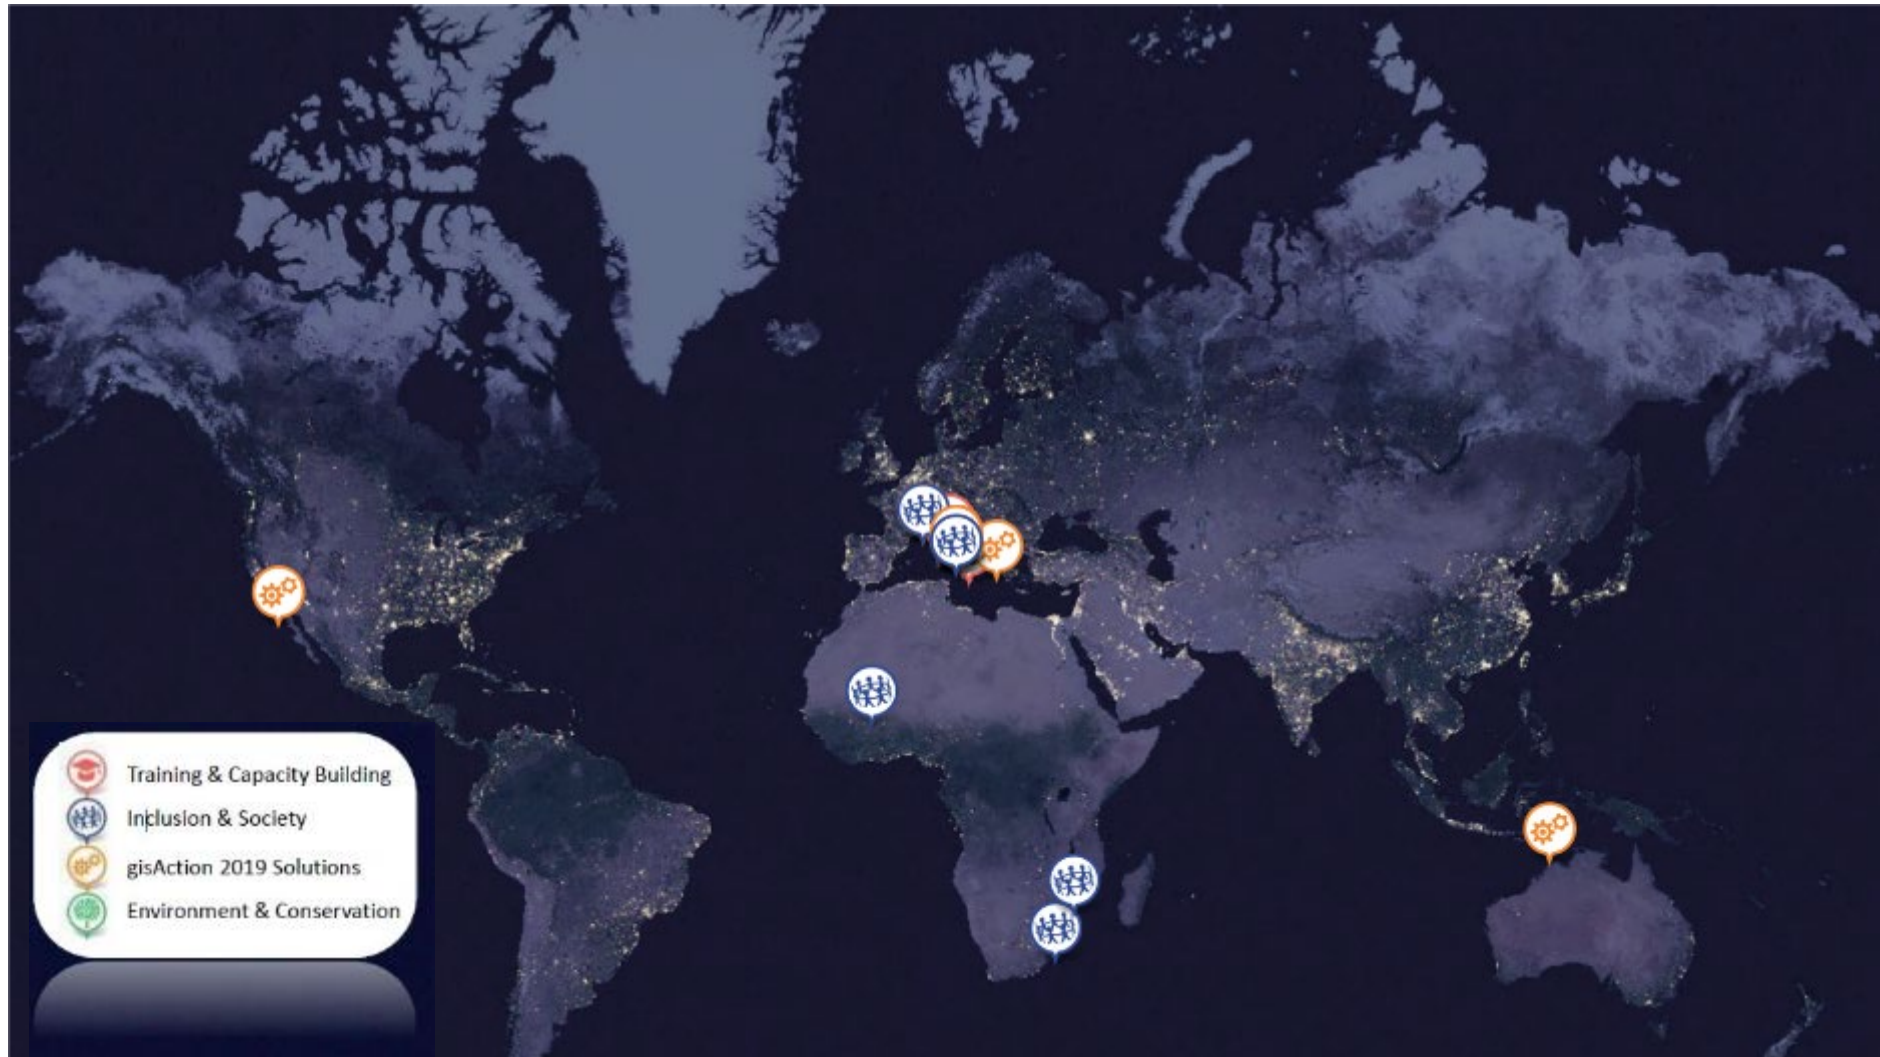 Training & Capacity Building
Inclusion & Society
gisAction 2019 Solutions
Environment & Conservation